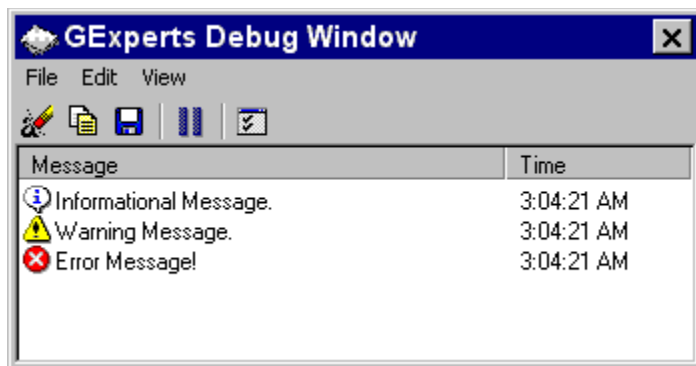 GExperts Debug Window
File Edit View
Message Time
Informational Message. 3:04:21 AM
Warning Message. 3:04:21 AM
Error Message! 3:04:21 AM